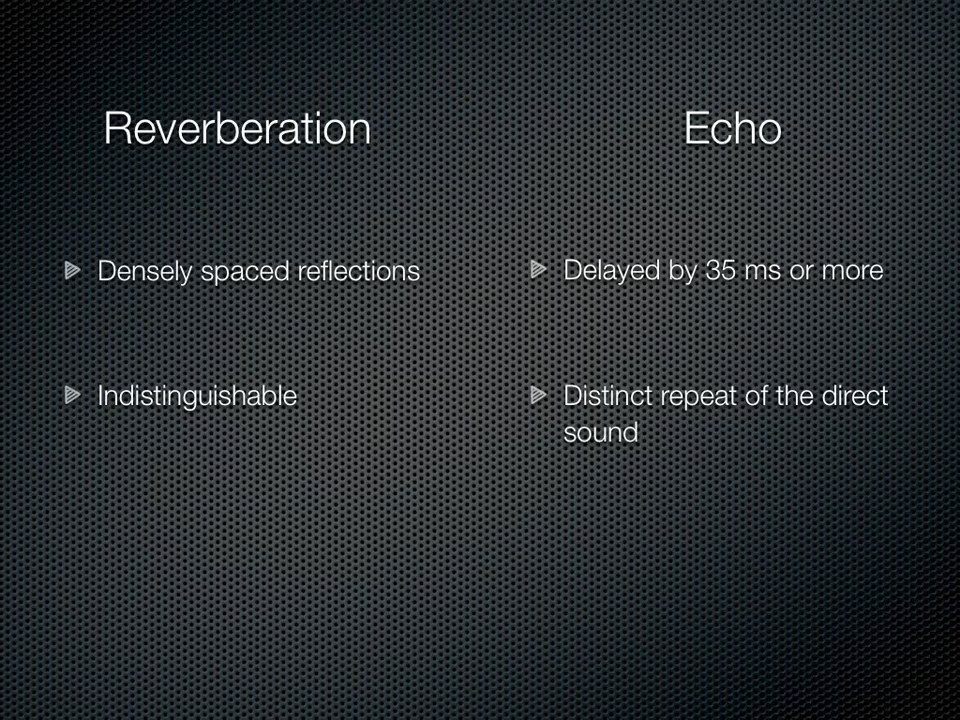 Reverberation
Densely spaced reflections
Indistinguishable
Echo
Delayed by 35 ms or more
Distinct repeat of the direct
sound